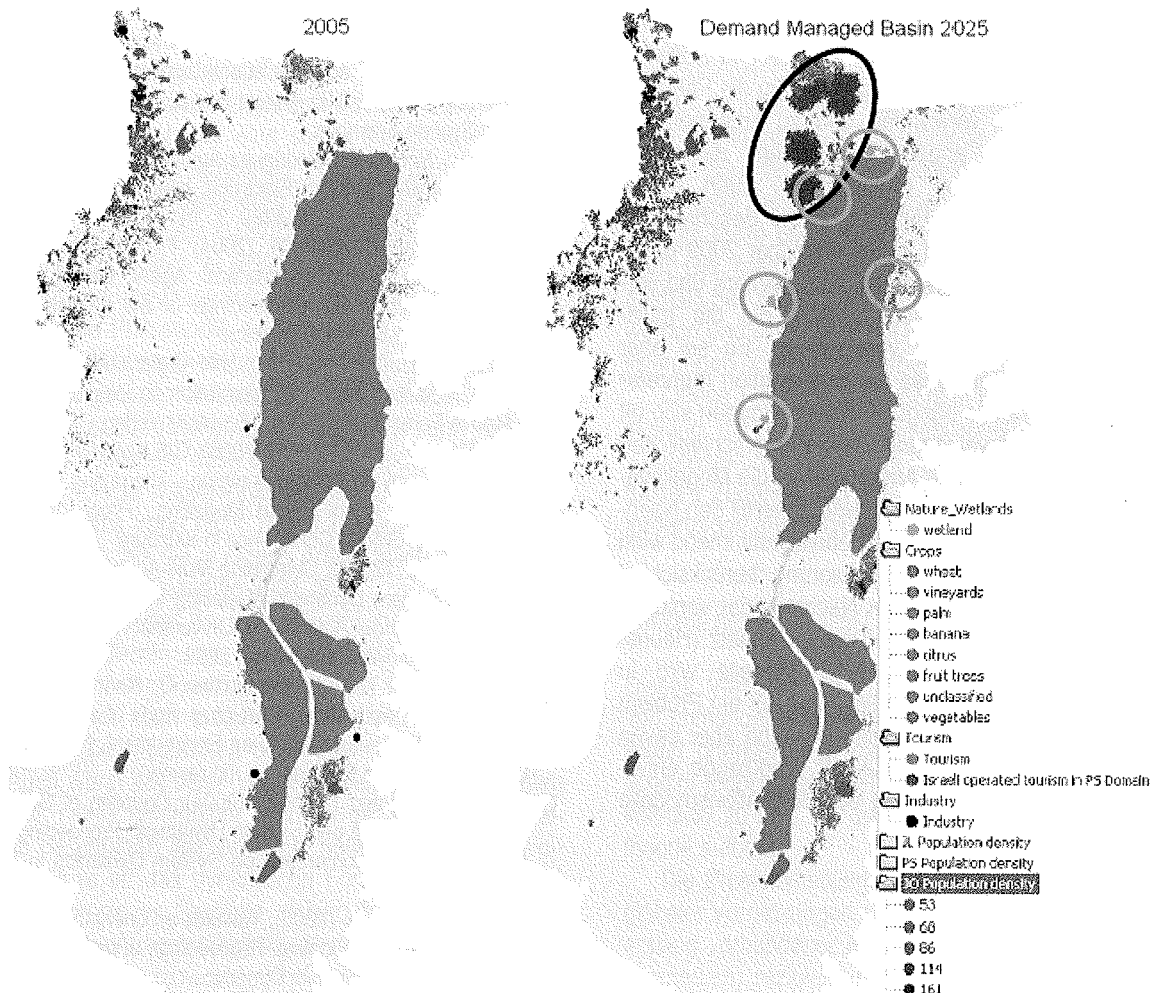 2005
Demand Managed Basin 2025
Nature_Wetlands
wetland
Crops
wheat
vineyards
palm
banana
citrus
fruit trees
unclassified
vegetables
Tourism
Tourism
Israeli operated tourism in PS Domain
Industry
Industry
IL Population density
PS Population density
JO Population density
53
68
86
114
161